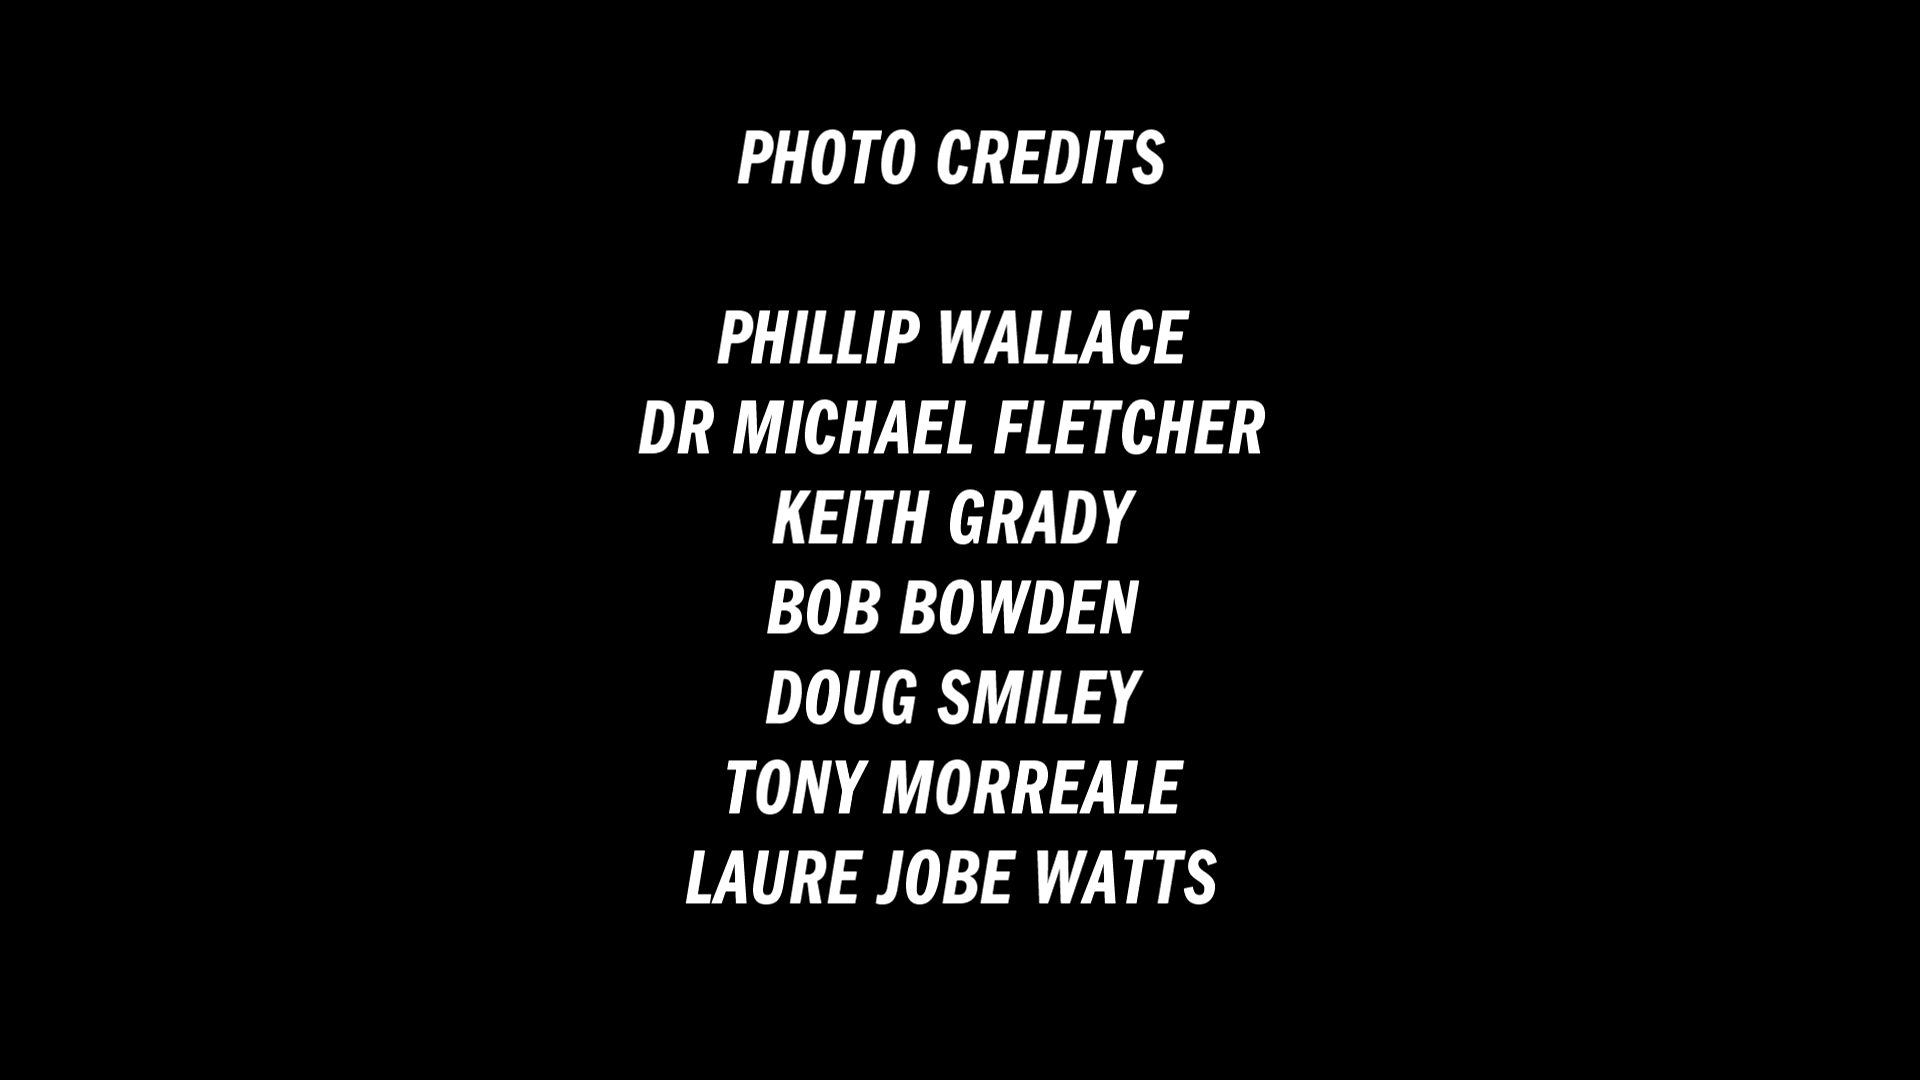 PHOTO CREDITS
PHILLIP WALLACE
DR MICHAEL FLETCHER
KEITH GRADY
BOB BOWDEN
DOUG SMILEY
TONY MORREALE
LAURE JOBE WATTS